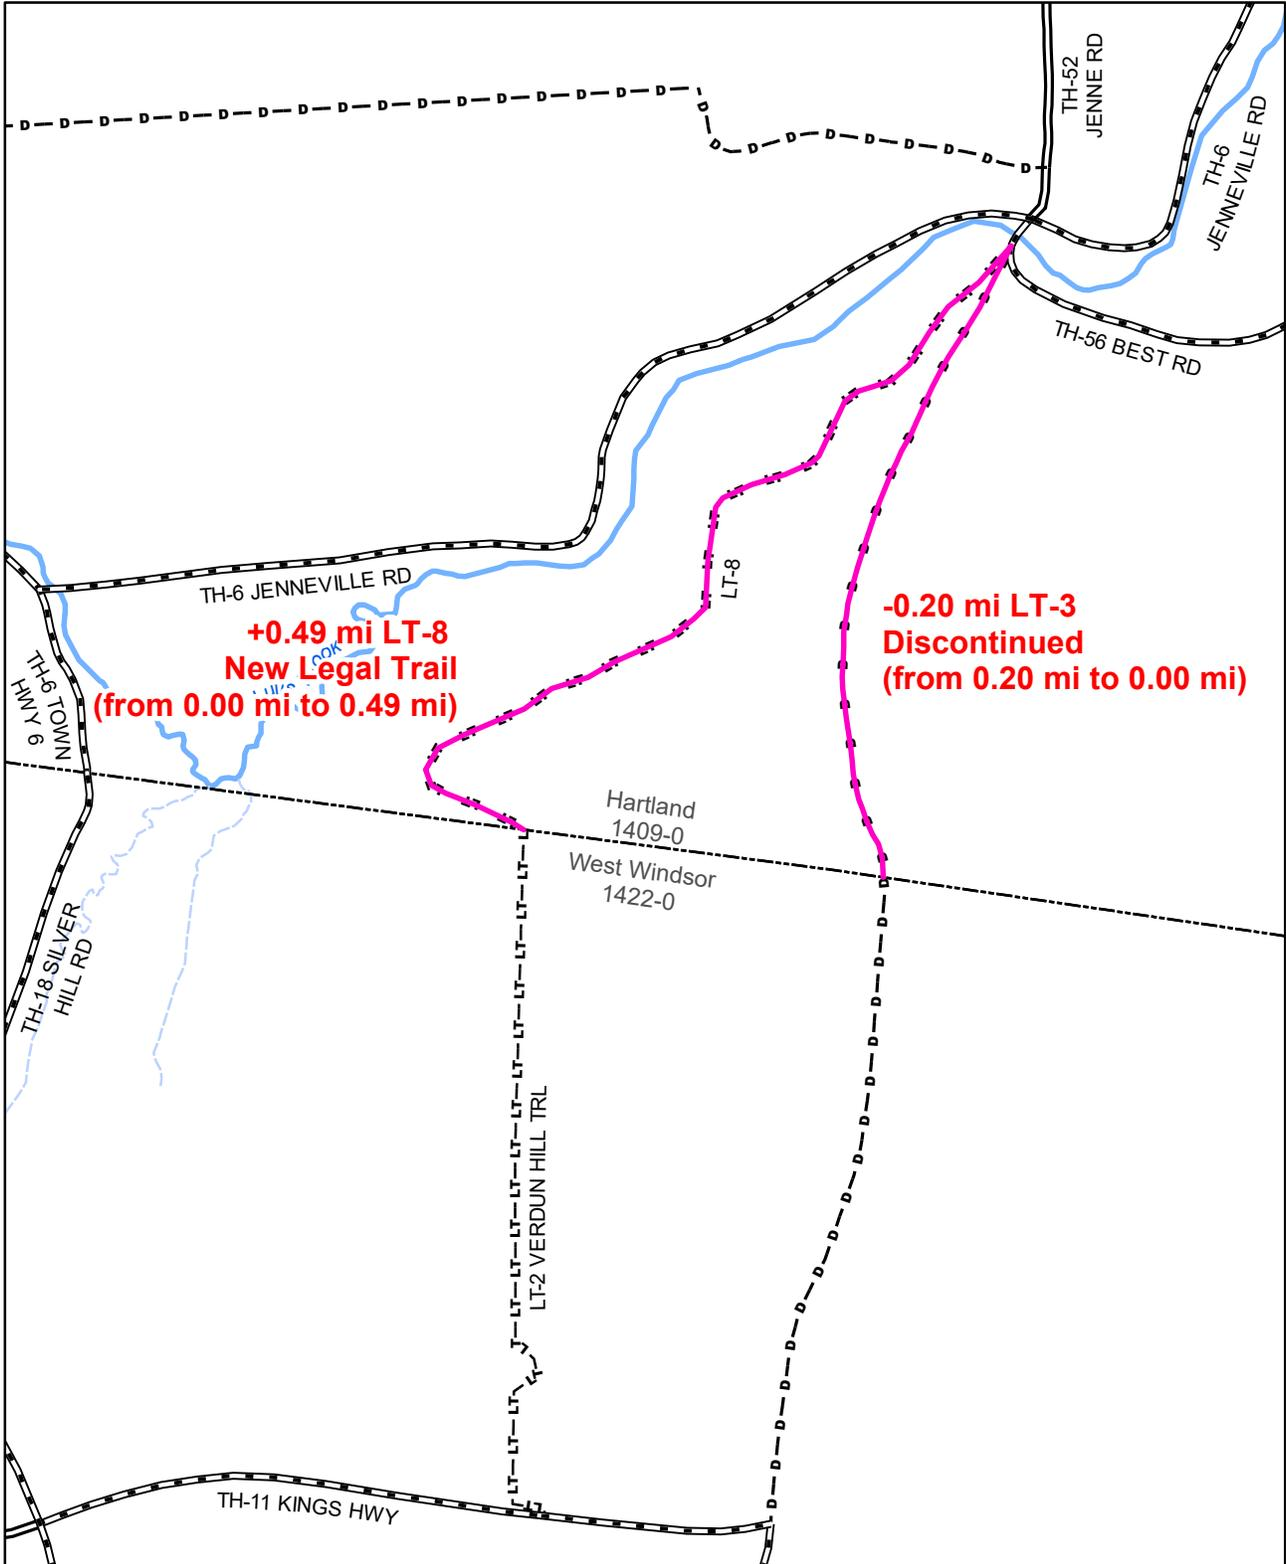 TH-52
JENNE RD
TH-6
JENNEVILLE RD
TH-56 BEST RD
LT-8
TH-6 JENNEVILLE RD
-0.20 mi LT-3
Discontinued
(from 0.20 mi to 0.00 mi)
+0.49 mi LT-8
New Legal Trail
(from 0.00 mi to 0.49 mi)
TH-6 TOWN
HWY 6
Hartland
1409-0
West Windsor
1422-0
TH-18 SILVER
HILL RD
LT-2 VERDUN HILL TRL
TH-11 KINGS HWY